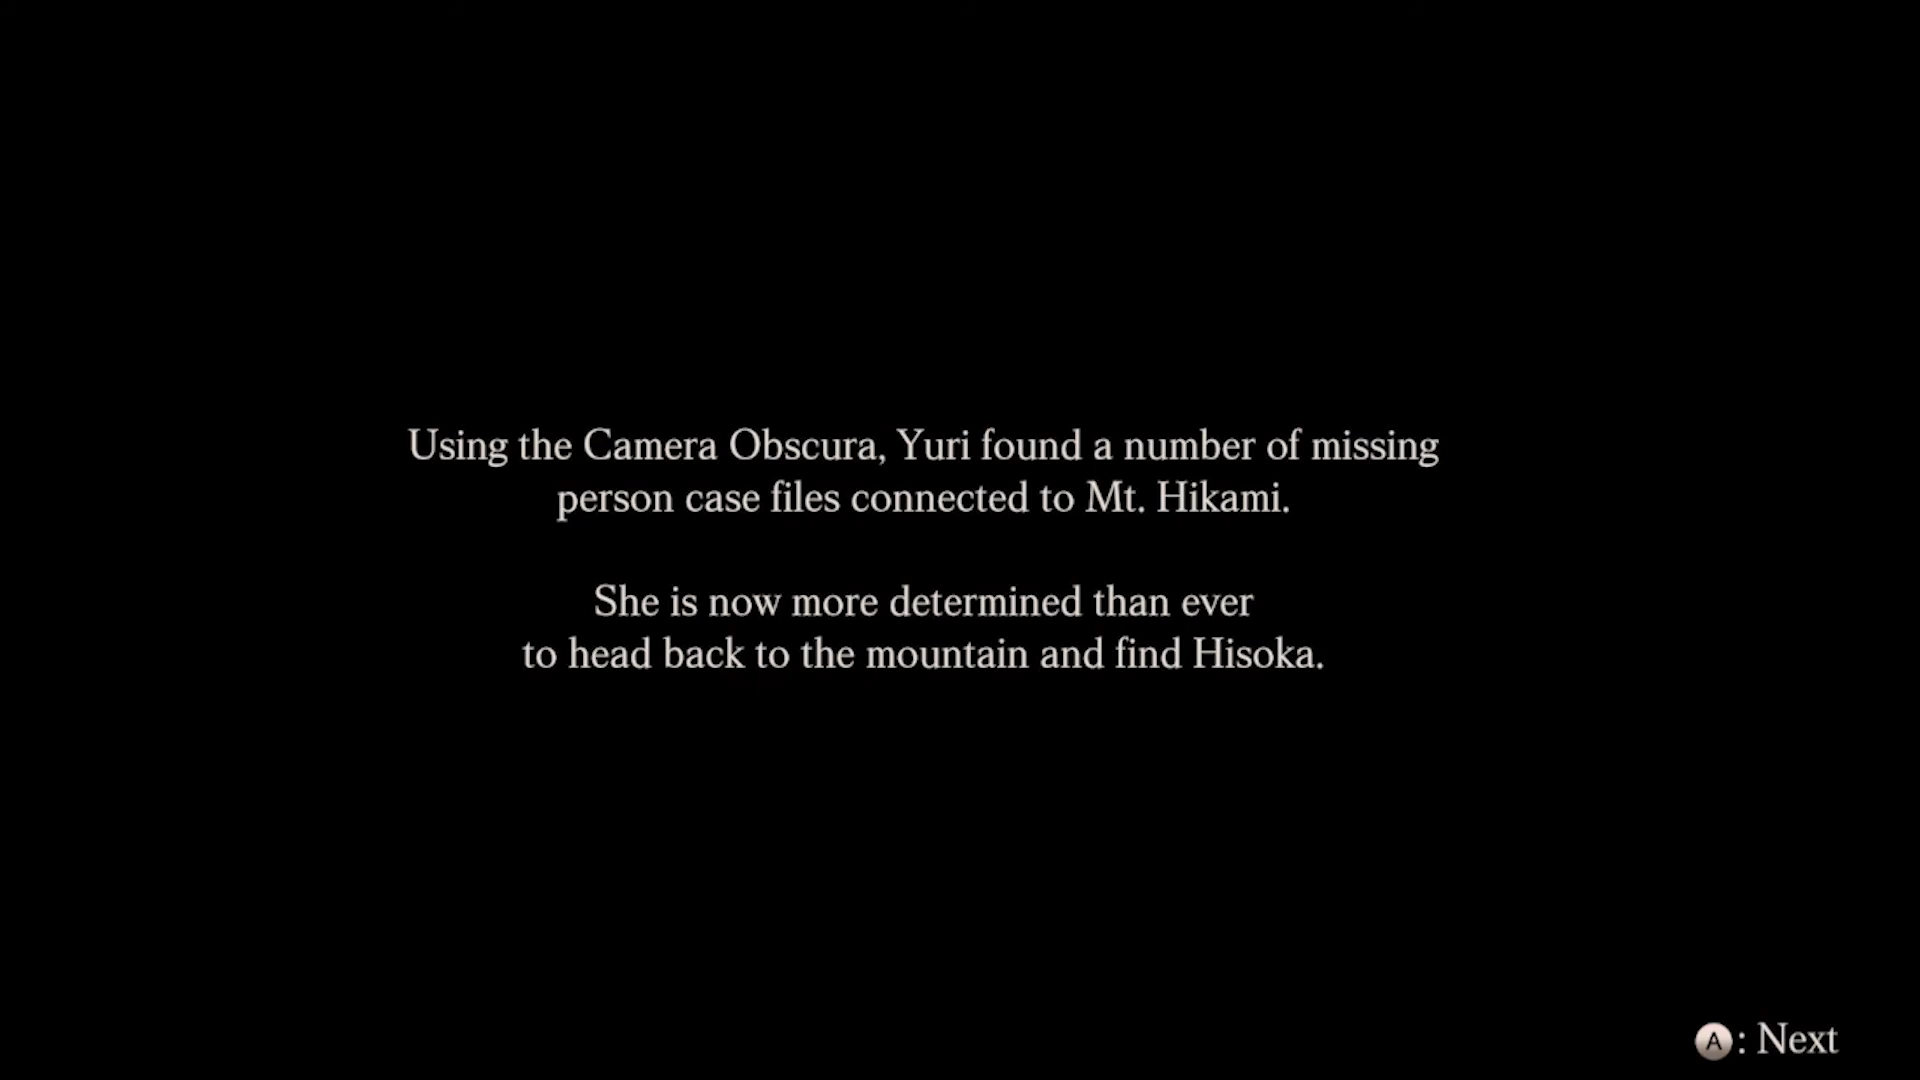 Using the Camera Obscura, Yuri found a number of missing
person case files connected to Mt. Hikami.
She is now more determined than ever
to head back to the mountain and find Hisoka.
A : Next